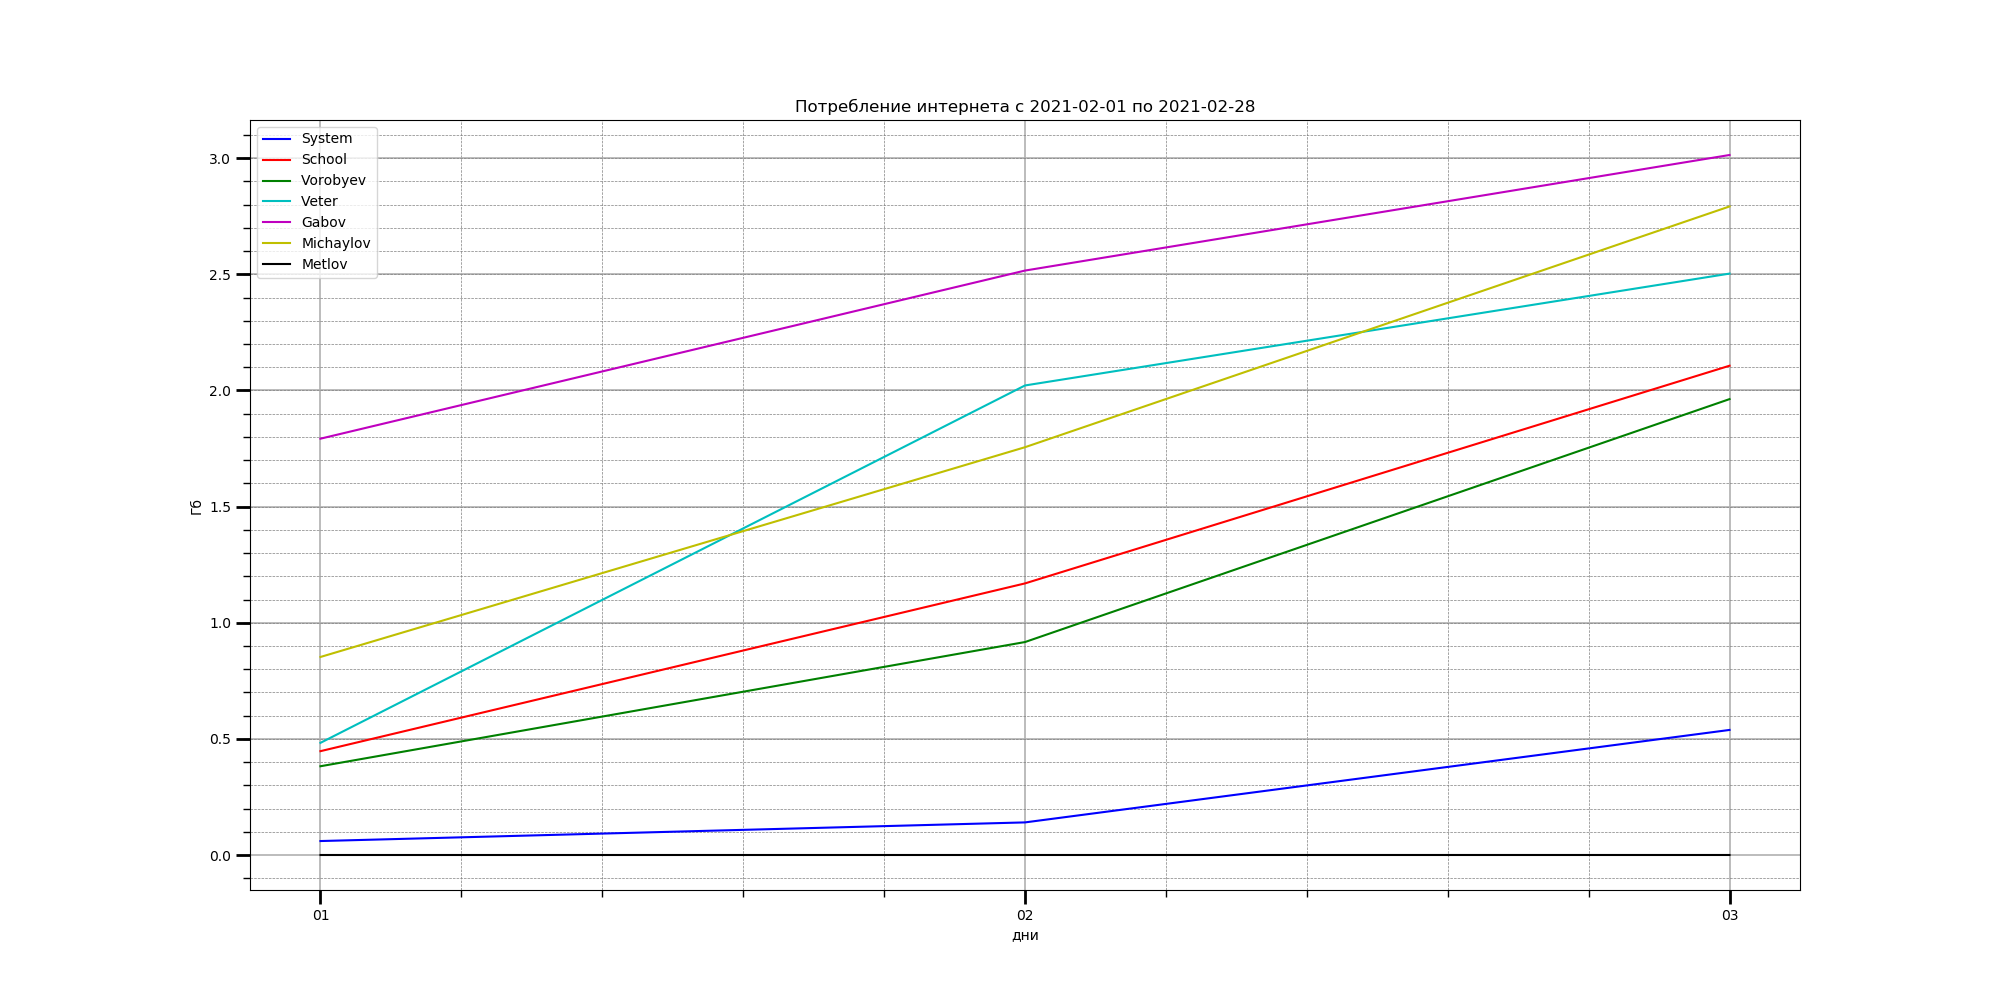 Потребление интернета с 2021-02-01 по 2021-02-28
System
School
Vorobyev
Veter
Gabov
Michaylov
Metlov
3.0
2.5
2.0
1.5
1.0
0.5
0.0
Гб
01 02 03
дни